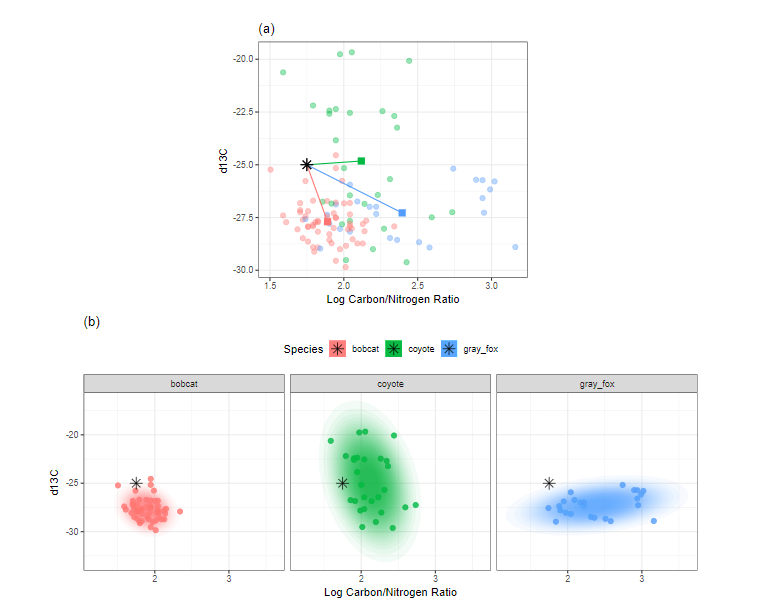 (a)
d13C
-20.0
-22.5
-25.0
-27.5
-30.0
1.5 2.0 2.5 3.0
Log Carbon/Nitrogen Ratio
(b)
Species bobcat coyote gray_fox
bobcat coyote gray_fox
d13C
-20
-25
-30
2 3 2 3 2 3
Log Carbon/Nitrogen Ratio